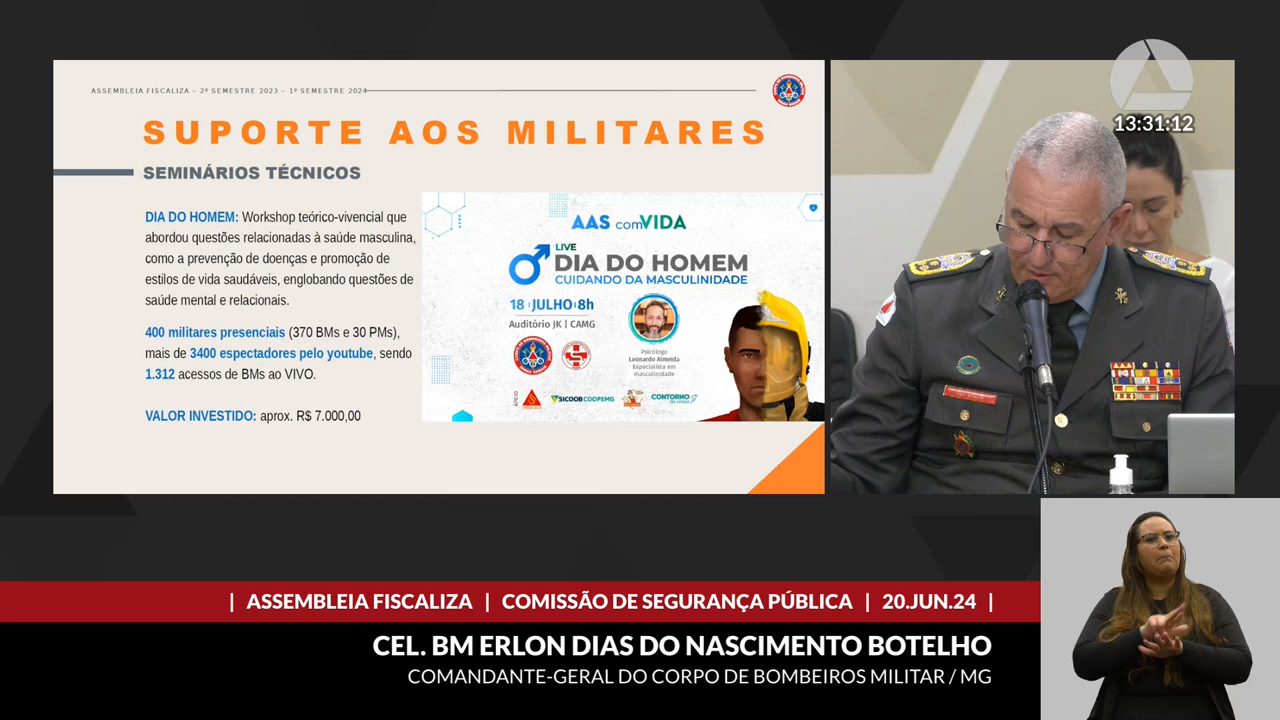 ASSEMBLEIA FISCALIZA - 2º SEMESTRE 2023 - 1º SEMESTRE 2024
SUPORTE AOS MILITARES
SEMINÁRIOS TÉCNICOS
DIA DO HOMEM: Workshop teórico-vivencial que
abordou questões relacionadas à saúde masculina,
como a prevenção de doenças e promoção de
estilos de vida saudáveis, englobando questões de
saúde mental e relacionais.
400 militares presenciais (370 BMs e 30 PMs),
mais de 3400 espectadores pelo youtube, sendo
1.312 acessos de BMs ao VIVO.
VALOR INVESTIDO: aprox. R$ 7.000,00
AAS comVIDA
LIVE
DIA DO HOMEM
CUIDANDO DA MASCULINIDADE
18 JULHO 8h
Auditório JK | CAMG
Psicólogo
Leonardo Almeida
Especialista em
masculinidade
APOIO
SICOOB COOPEMG
CONTORNO
13:31:12
| ASSEMBLEIA FISCALIZA | COMISSÃO DE SEGURANÇA PÚBLICA | 20.JUN.24 |
CEL. BM ERLON DIAS DO NASCIMENTO BOTELHO
COMANDANTE-GERAL DO CORPO DE BOMBEIROS MILITAR / MG